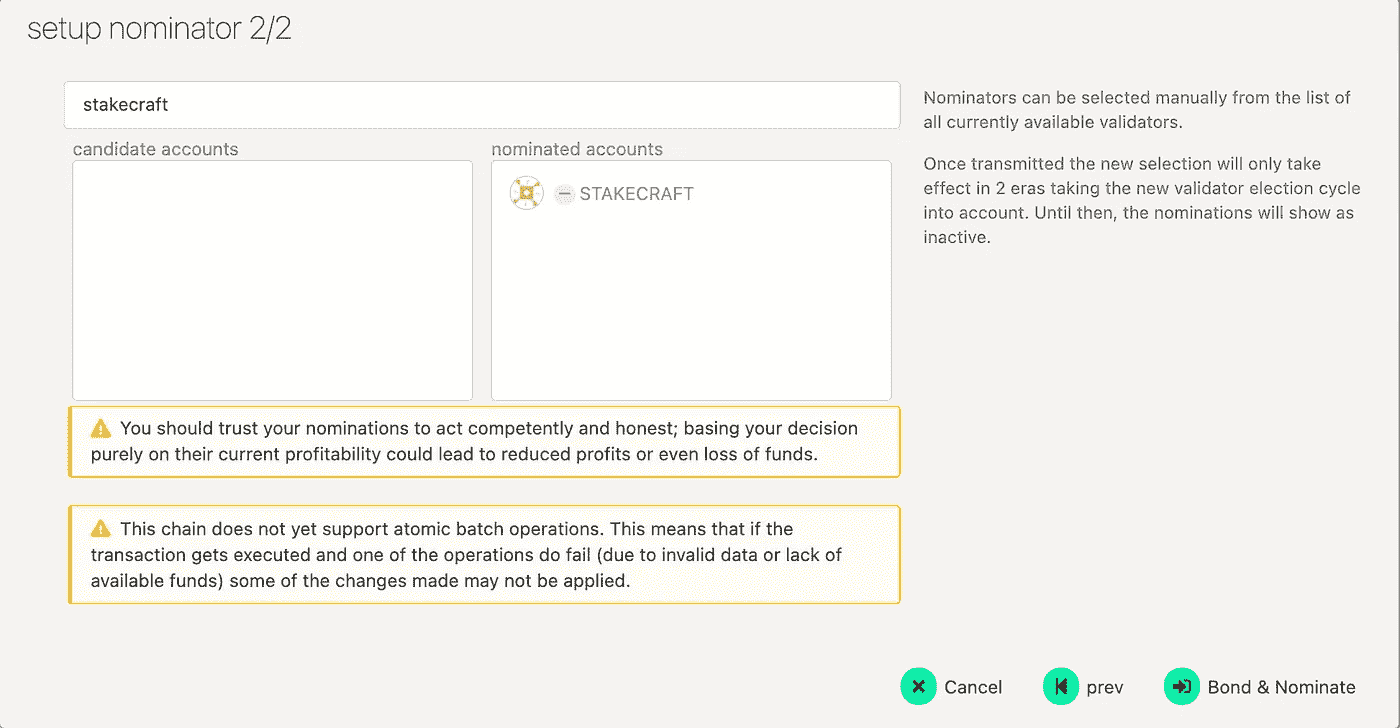 setup nominator 2/2
stakecraft
candidate accounts
nominated accounts
STAKECRAFT
Nominators can be selected manually from the list of
all currently available validators.
Once transmitted the new selection will only take
effect in 2 eras taking the new validator election cycle
into account. Until then, the nominations will show as
inactive.
You should trust your nominations to act competently and honest; basing your decision
purely on their current profitability could lead to reduced profits or even loss of funds.
This chain does not yet support atomic batch operations. This means that if the
transaction gets executed and one of the operations do fail (due to invalid data or lack of
available funds) some of the changes made may not be applied.
Cancel
prev
Bond & Nominate